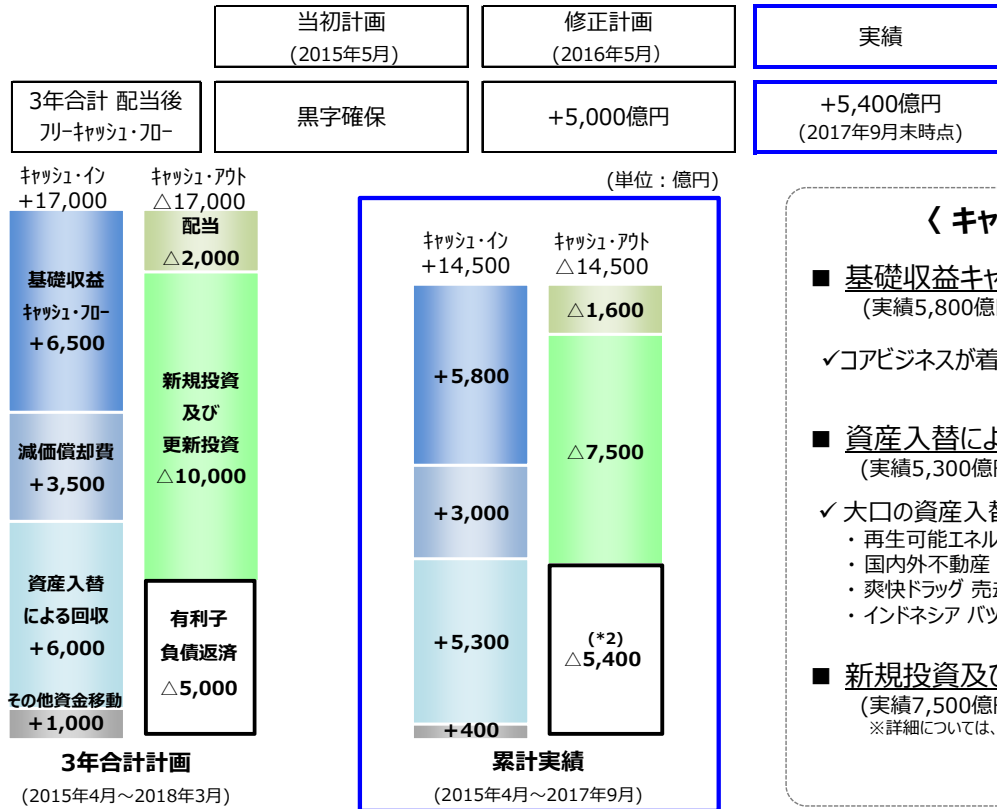 当初計画
(2015年5月)
修正計画
(2016年5月)
実績
3年合計 配当後
ﾌﾘｰｷｬｯｼｭ・ﾌﾛｰ
黒字確保
+5,000億円
+5,400億円
(2017年9月末時点)
(単位：億円)
ｷｬｯｼｭ・ｲﾝ
+17,000
ｷｬｯｼｭ・ｱｳﾄ
△17,000
基礎収益
ｷｬｯｼｭ・ﾌﾛｰ
+6,500
減価償却費
+3,500
資産入替
による回収
+6,000
その他資金移動
+1,000
配当
△2,000
新規投資
及び
更新投資
△10,000
有利子
負債返済
△5,000
3年合計計画
(2015年4月～2018年3月)
ｷｬｯｼｭ・ｲﾝ
+14,500
ｷｬｯｼｭ・ｱｳﾄ
△14,500
+5,800
+3,000
+5,300
+400
△1,600
△7,500
(*2)
△5,400
累計実績
(2015年4月～2017年9月)
〈 キャ
■ 基礎収益キャ
(実績5,800億
✓コアビジネスが着
■ 資産入替によ
(実績5,300億
✓ 大口の資産入替
・ 再生可能エネル
・ 国内外不動産
・ 爽快ドラッグ 売却
・ インドネシア バツ
■ 新規投資及び
(実績7,500億
※詳細については、